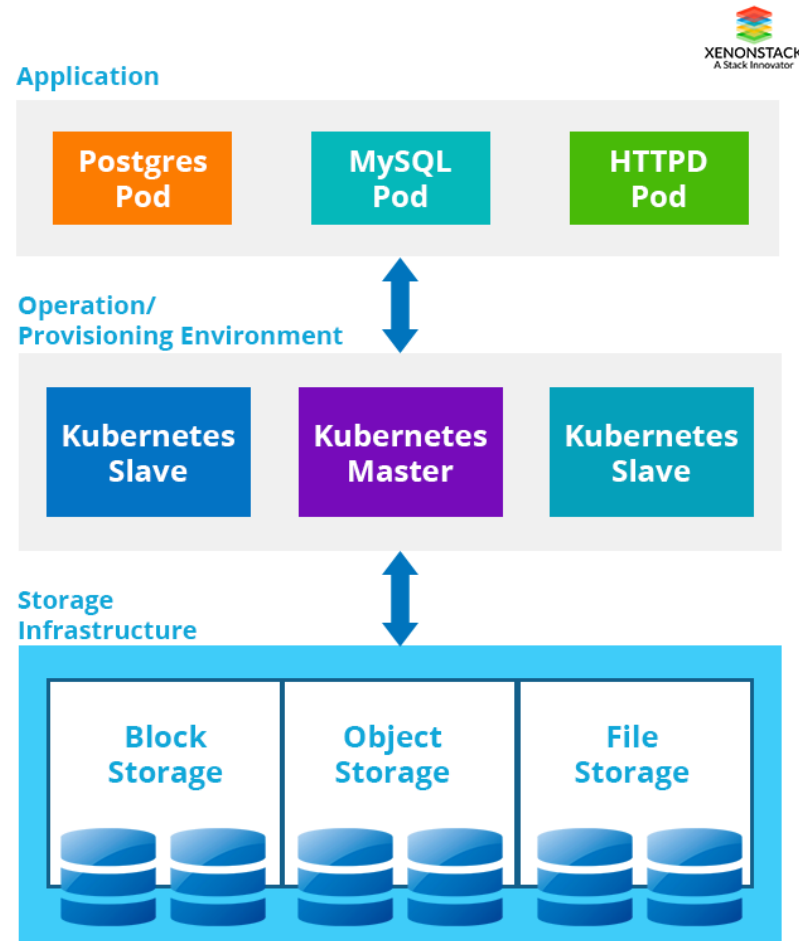 XENONSTACK
A Stack Innovator
Application
Postgres
Pod
MySQL
Pod
HTTPD
Pod
Operation/
Provisioning Environment
Kubernetes
Slave
Kubernetes
Master
Kubernetes
Slave
Storage
Infrastructure
Block
Storage
Object
Storage
File
Storage